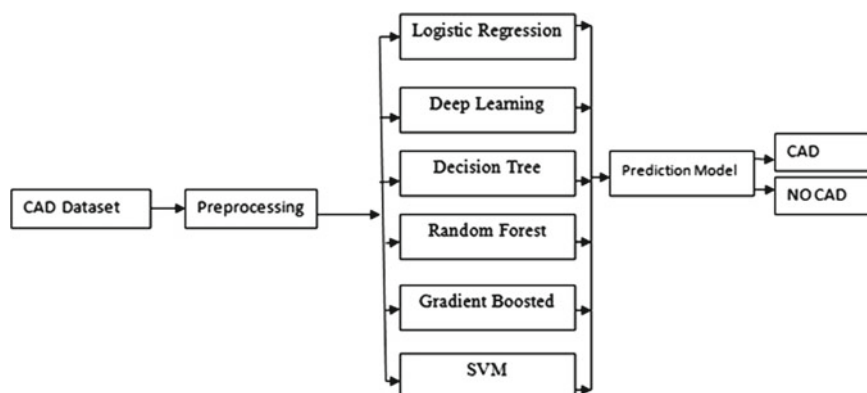 CAD Dataset
Preprocessing
Logistic Regression
Deep Learning
Decision Tree
Random Forest
Gradient Boosted
SVM
Prediction Model
CAD
NO CAD